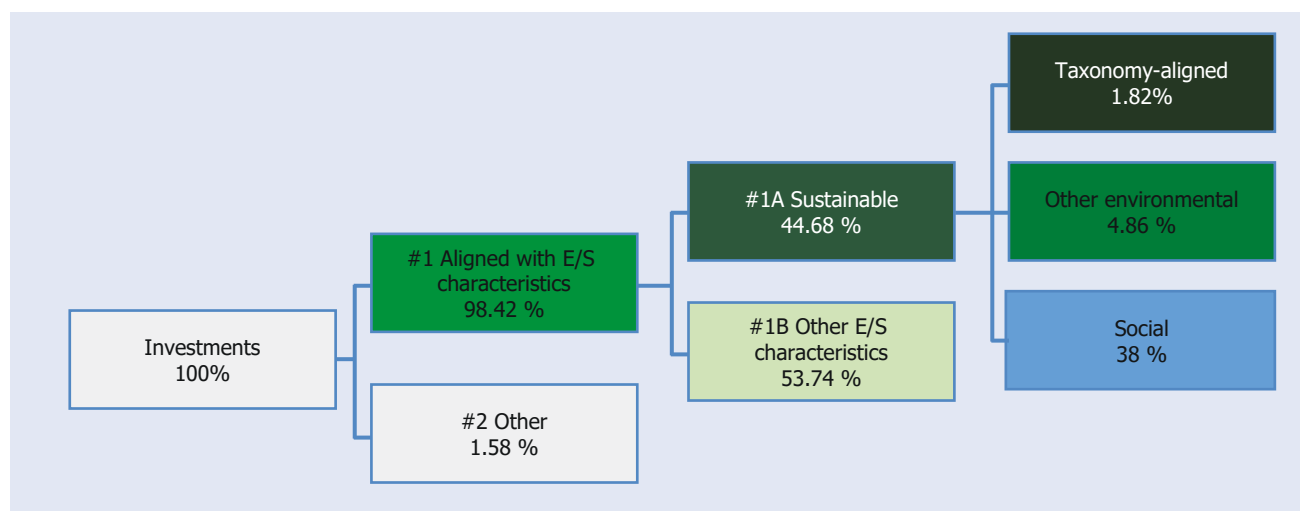 Investments
100%
#1 Aligned with E/S
characteristics
98.42 %
#2 Other
1.58 %
#1A Sustainable
44.68 %
#1B Other E/S
characteristics
53.74 %
Taxonomy-aligned
1.82%
Other environmental
4.86 %
Social
38 %